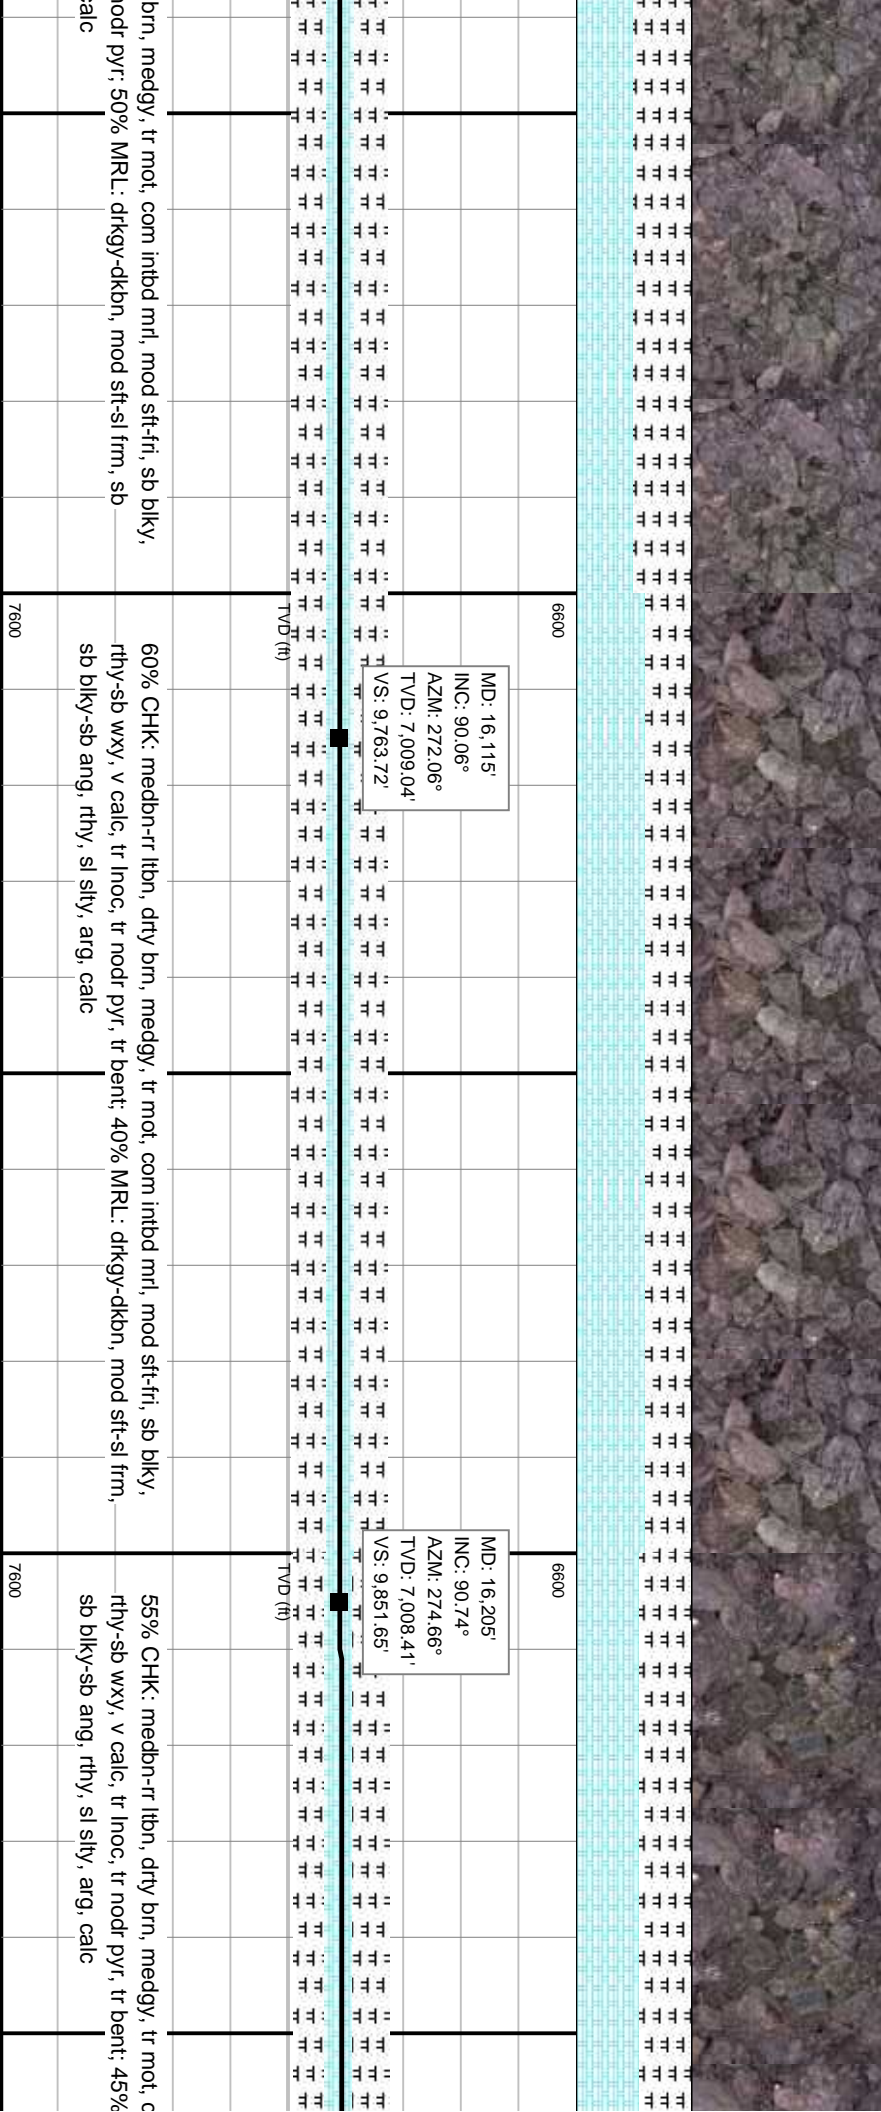 brn, medgy, tr mot, com intbd mrl, mod sft-fri, sb blky,
nodr pyr; 50% MRL: drkgy-dkbn, mod sft-sl frm, sb
calc
6600
TVD (ft)
7600
MD: 16,115'
INC: 90.06°
AZM: 272.06°
TVD: 7,009.04'
VS: 9,763.72'
60% CHK: medbn-rr ltbn, drty brn, medgy, tr mot, com intbd mrl, mod sft-fri, sb blky,
rthy-sb wxy, v calc, tr Inoc, tr nodr pyr, tr bent; 40% MRL: drkgy-dkbn, mod sft-sl frm,
sb blky-sb ang, rthy, sl slty, arg, calc
6600
TVD (ft)
7600
MD: 16,205'
INC: 90.74°
AZM: 274.66°
TVD: 7,008.41'
VS: 9,851.65'
55% CHK: medbn-rr ltbn, drty brn, medgy, tr mot, c
rthy-sb wxy, v calc, tr Inoc, tr nodr pyr, tr bent; 45%
sb blky-sb ang, rthy, sl slty, arg, calc